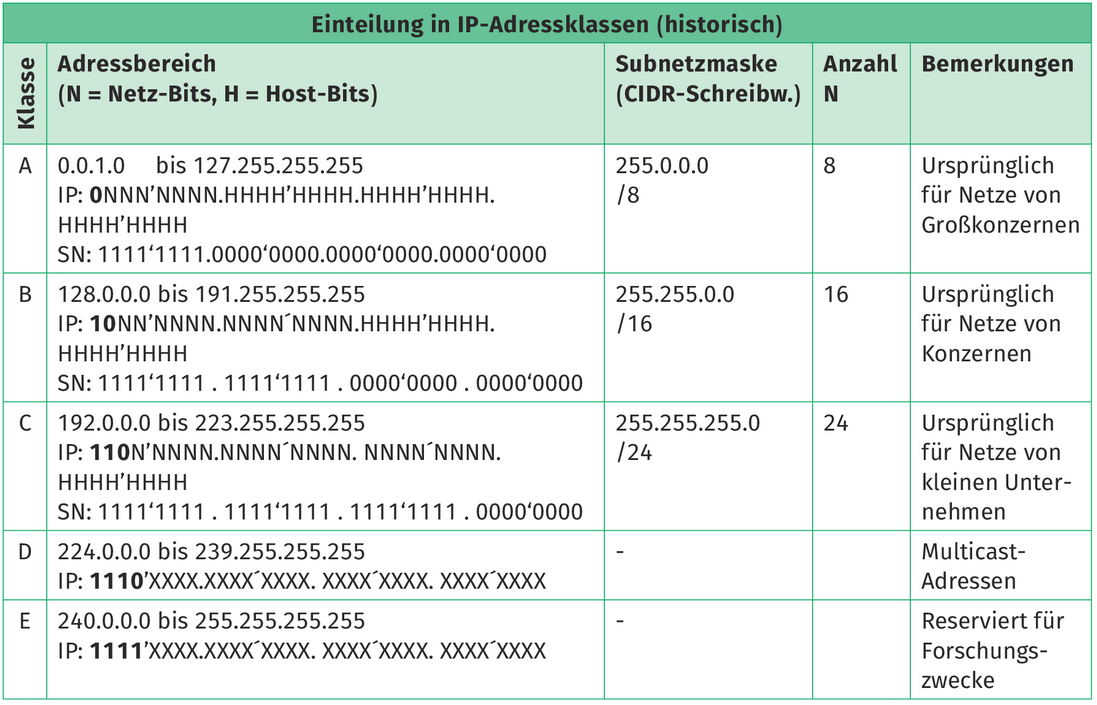 Einteilung in IP-Adressklassen (historisch)
Klasse
Adressbereich
(N = Netz-Bits, H = Host-Bits)
Subnetzmaske
(CIDR-Schreibw.)
Anzahl
N
Bemerkungen
A
0.0.1.0 bis 127.255.255.255
IP: 0NNN’NNNN.HHHH’HHHH.HHHH’HHHH.
HHHH’HHHH
SN: 1111‘1111.0000‘0000.0000‘0000.0000‘0000
255.0.0.0
/8
8
Ursprünglich
für Netze von
Großkonzernen
B
128.0.0.0 bis 191.255.255.255
IP: 10NN’NNNN.NNNN´NNNN.HHHH’HHHH.
HHHH’HHHH
SN: 1111‘1111 . 1111‘1111 . 0000‘0000 . 0000‘0000
255.255.0.0
/16
16
Ursprünglich
für Netze von
Konzernen
C
192.0.0.0 bis 223.255.255.255
IP: 110N’NNNN.NNNN´NNNN. NNNN´NNNN.
HHHH’HHHH
SN: 1111‘1111 . 1111‘1111 . 1111‘1111 . 0000‘0000
255.255.255.0
/24
24
Ursprünglich
für Netze von
kleinen Unter-
nehmen
D
224.0.0.0 bis 239.255.255.255
IP: 1110’XXXX.XXXX´XXXX. XXXX´XXXX. XXXX´XXXX
-
Multicast-
Adressen
E
240.0.0.0 bis 255.255.255.255
IP: 1111’XXXX.XXXX´XXXX. XXXX´XXXX. XXXX´XXXX
-
Reserviert für
Forschungs-
zwecke